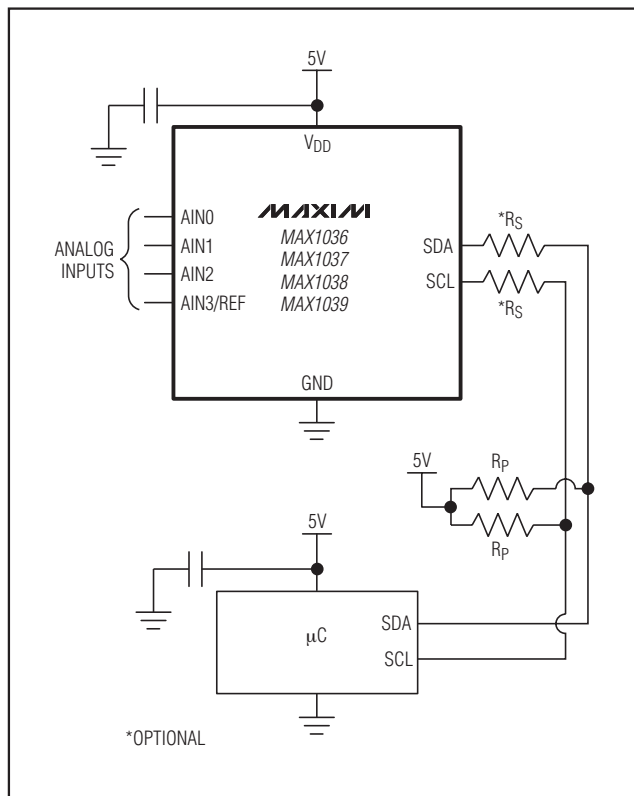 5V
VDD
AIN0
AIN1
AIN2
AIN3/REF
ANALOG
INPUTS
MAXIM
MAX1036
MAX1037
MAX1038
MAX1039
SDA
SCL
*RS
*RS
GND
5V
RP
RP
5V
µC
SDA
SCL
*OPTIONAL